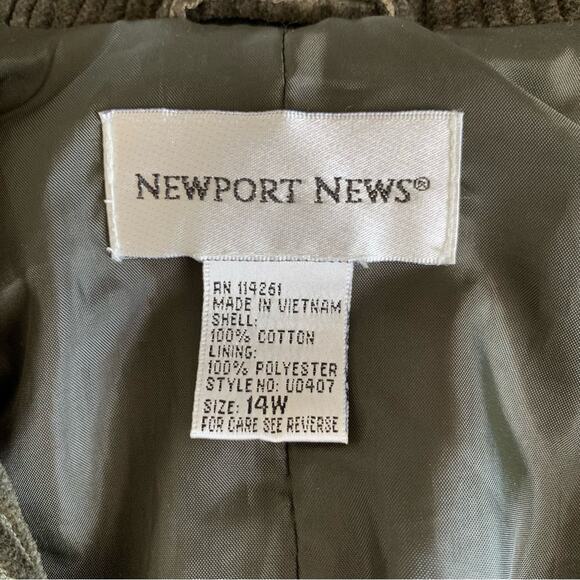 NEWPORT NEWS®
RN 114261
MADE IN VIETNAM
SHELL:
100% COTTON
LINING:
100% POLYESTER
STYLE NO: U0407
SIZE: 14W
FOR CARE SEE REVERSE